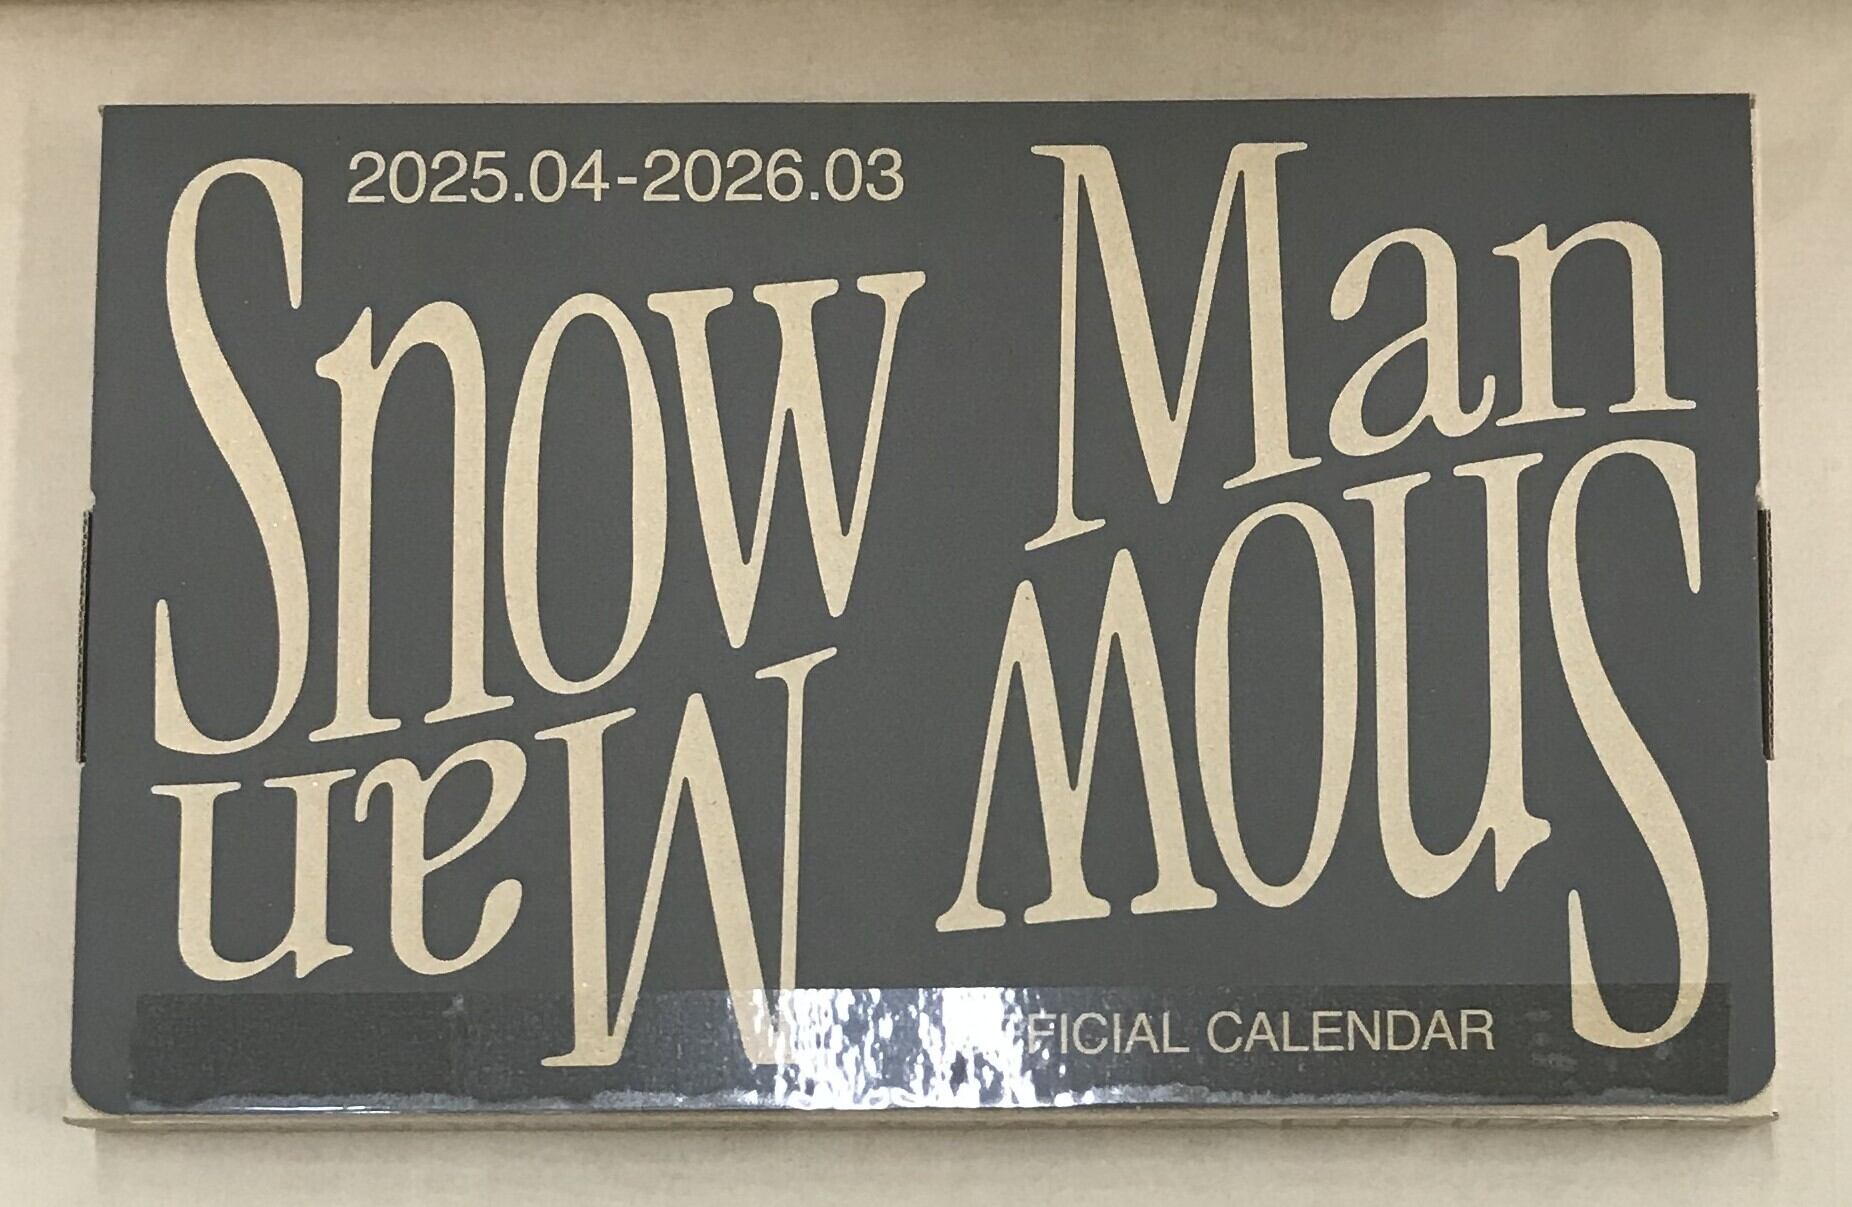 2025.04-2026.03
Snow Man
Snow Man
FICIAL CALENDAR